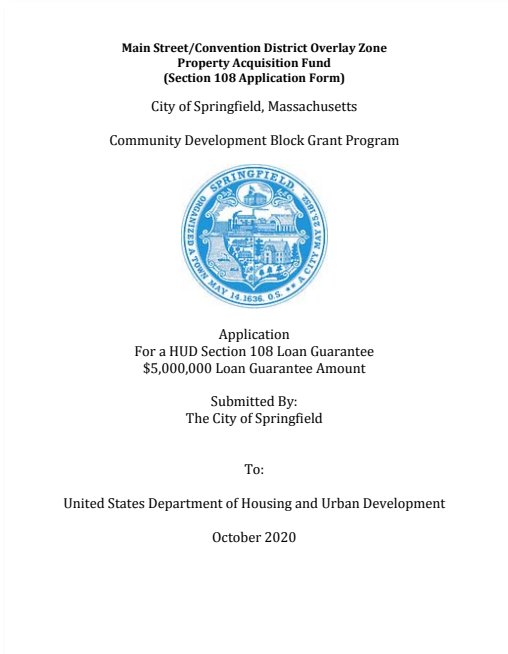 Main Street/Convention District Overlay Zone
Property Acquisition Fund
(Section 108 Application Form)
City of Springfield, Massachusetts
Community Development Block Grant Program
SPRINGFIELD.
ORGANIZED A TOWN MAY 14.1636. O.S.
A CITY MAY 25,1852.
Application
For a HUD Section 108 Loan Guarantee
$5,000,000 Loan Guarantee Amount
Submitted By:
The City of Springfield
To:
United States Department of Housing and Urban Development
October 2020